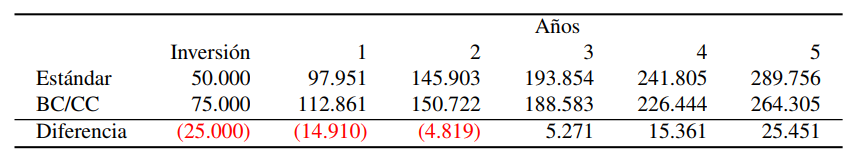 Años
Inversión 1 2 3 4 5
Estándar 50.000 97.951 145.903 193.854 241.805 289.756
BC/CC 75.000 112.861 150.722 188.583 226.444 264.305
Diferencia (25.000) (14.910) (4.819) 5.271 15.361 25.451